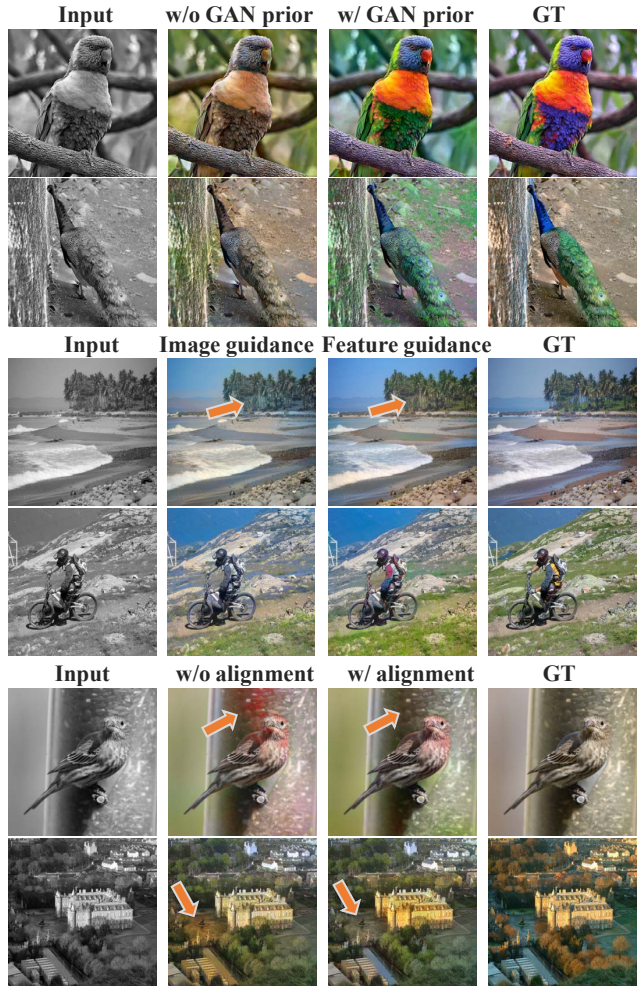 Input w/o GAN prior w/ GAN prior GT
Input Image guidance Feature guidance GT
Input w/o alignment w/ alignment GT